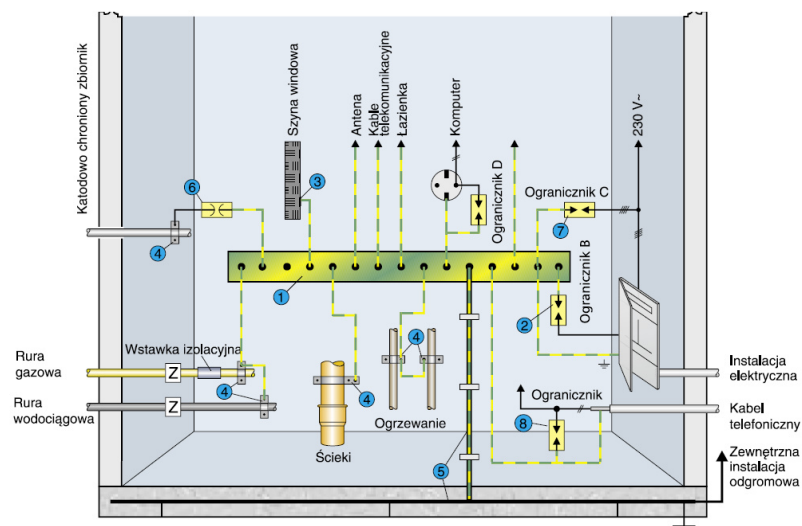 Katodowo chroniony zbiornik
Szyna windowa
Antena
Kable
telekomunikacyjne
Łazienka
Komputer
230 V~
6
3
4
Ogranicznik D
Ogranicznik C
7
1
2
Ogranicznik B
Rura
gazowa
Wstawka izolacyjna
Z
4
4
4
Rura
wodociągowa
Z
Ogrzewanie
Ścieki
5
Ogranicznik
8
Instalacja
elektryczna
Kabel
telefoniczny
Zewnętrzna
instalacja
odgromowa